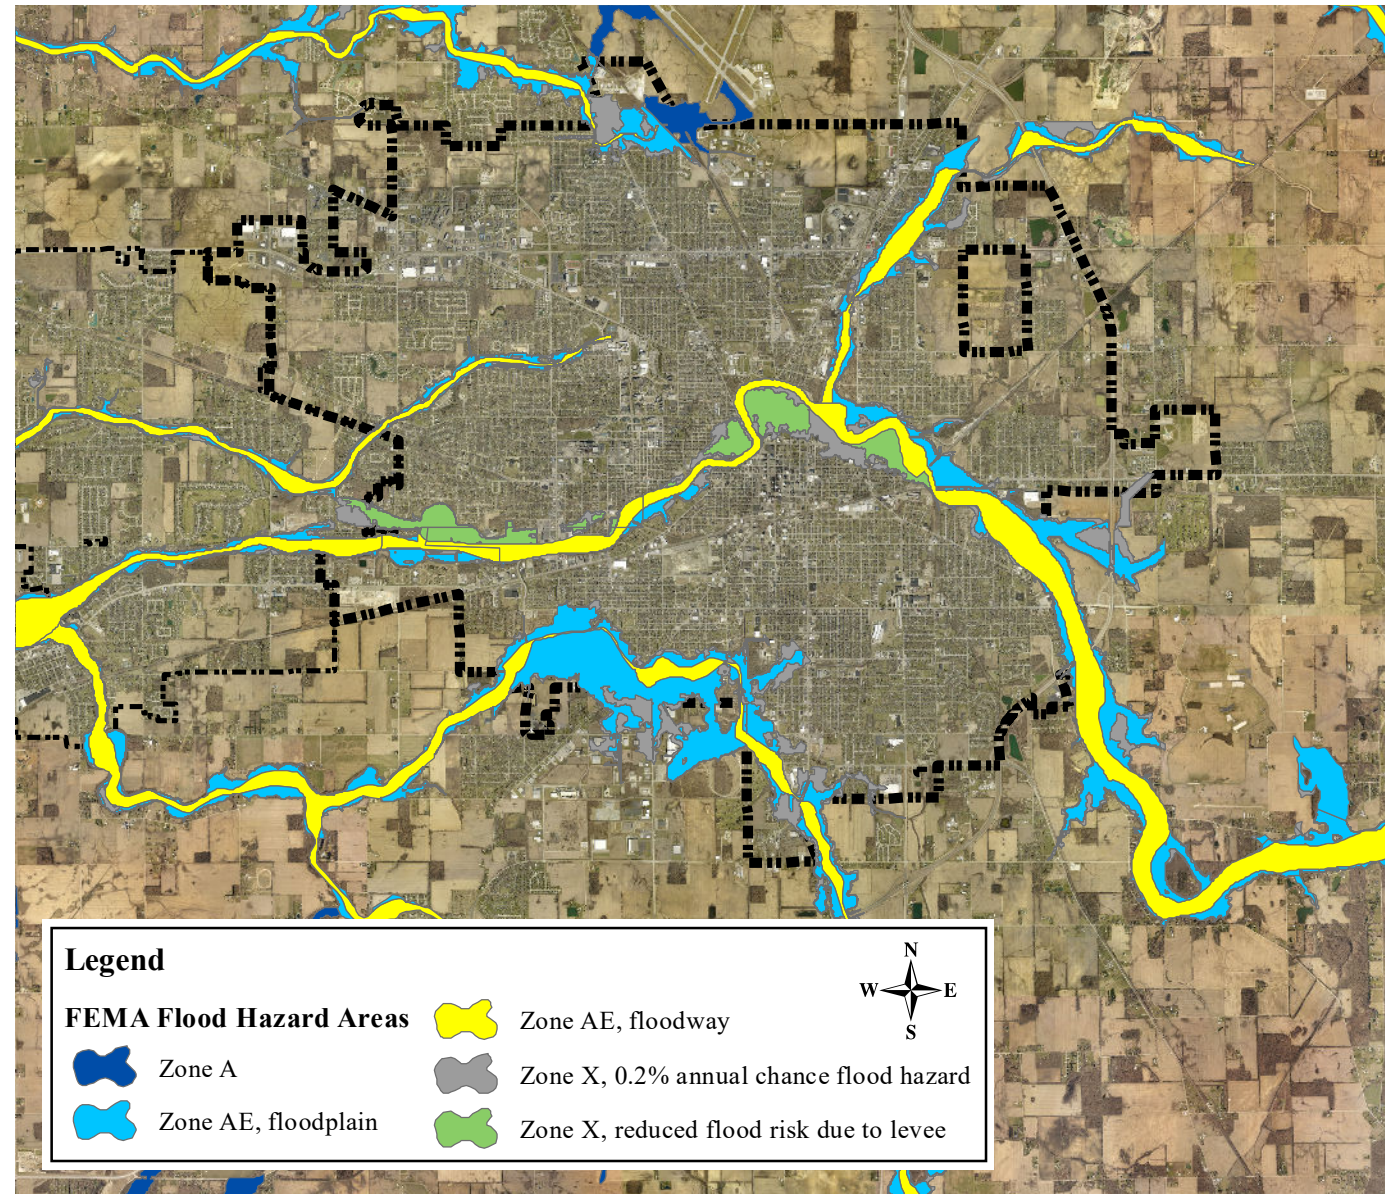 Legend
N
W E
S
FEMA Flood Hazard Areas
Zone A
Zone AE, floodplain
Zone AE, floodway
Zone X, 0.2% annual chance flood hazard
Zone X, reduced flood risk due to levee